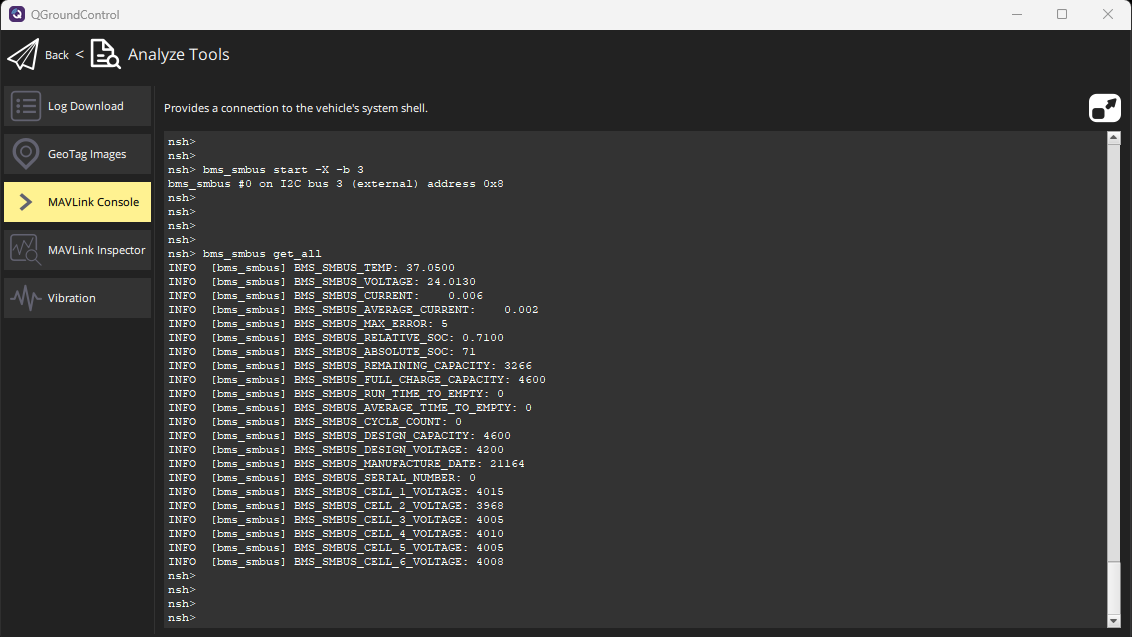 QGroundControl
Back < Analyze Tools
Log Download
GeoTag Images
MAVLink Console
MAVLink Inspector
Vibration
Provides a connection to the vehicle's system shell.
nsh>
nsh>
nsh> bms_smbus start -X -b 3
bms_smbus #0 on I2C bus 3 (external) address 0x8
nsh>
nsh>
nsh>
nsh>
nsh> bms_smbus get_all
INFO  [bms_smbus] BMS_SMBUS_TEMP: 37.0500
INFO  [bms_smbus] BMS_SMBUS_VOLTAGE: 24.0130
INFO  [bms_smbus] BMS_SMBUS_CURRENT:    0.006
INFO  [bms_smbus] BMS_SMBUS_AVERAGE_CURRENT:    0.002
INFO  [bms_smbus] BMS_SMBUS_MAX_ERROR: 5
INFO  [bms_smbus] BMS_SMBUS_RELATIVE_SOC: 0.7100
INFO  [bms_smbus] BMS_SMBUS_ABSOLUTE_SOC: 71
INFO  [bms_smbus] BMS_SMBUS_REMAINING_CAPACITY: 3266
INFO  [bms_smbus] BMS_SMBUS_FULL_CHARGE_CAPACITY: 4600
INFO  [bms_smbus] BMS_SMBUS_RUN_TIME_TO_EMPTY: 0
INFO  [bms_smbus] BMS_SMBUS_AVERAGE_TIME_TO_EMPTY: 0
INFO  [bms_smbus] BMS_SMBUS_CYCLE_COUNT: 0
INFO  [bms_smbus] BMS_SMBUS_DESIGN_CAPACITY: 4600
INFO  [bms_smbus] BMS_SMBUS_DESIGN_VOLTAGE: 4200
INFO  [bms_smbus] BMS_SMBUS_MANUFACTURE_DATE: 21164
INFO  [bms_smbus] BMS_SMBUS_SERIAL_NUMBER: 0
INFO  [bms_smbus] BMS_SMBUS_CELL_1_VOLTAGE: 4015
INFO  [bms_smbus] BMS_SMBUS_CELL_2_VOLTAGE: 3968
INFO  [bms_smbus] BMS_SMBUS_CELL_3_VOLTAGE: 4005
INFO  [bms_smbus] BMS_SMBUS_CELL_4_VOLTAGE: 4010
INFO  [bms_smbus] BMS_SMBUS_CELL_5_VOLTAGE: 4005
INFO  [bms_smbus] BMS_SMBUS_CELL_6_VOLTAGE: 4008
nsh>
nsh>
nsh>
nsh>